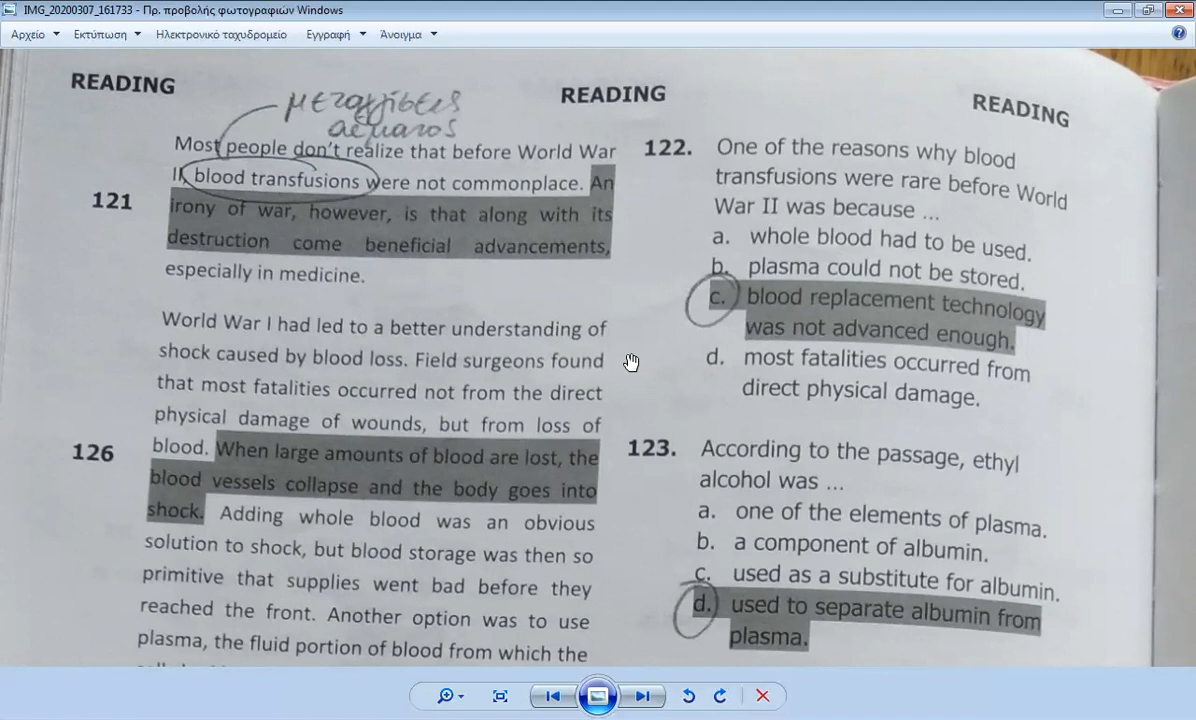 IMG_20200307_161733 - Πρ. προβολής φωτογραφιών Windows
Αρχείο Εκτύπωση Ηλεκτρονικό ταχυδρομείο Εγγραφή Άνοιγμα
READING
μεταγγίσεις
αίματος
Most people don't realize that before World War
II, blood transfusions were not commonplace. An
121 irony of war, however, is that along with its
destruction come beneficial advancements,
especially in medicine.
World War I had led to a better understanding of
shock caused by blood loss. Field surgeons found
that most fatalities occurred not from the direct
physical damage of wounds, but from loss of
126 blood. When large amounts of blood are lost, the
blood vessels collapse and the body goes into
shock. Adding whole blood was an obvious
solution to shock, but blood storage was then so
primitive that supplies went bad before they
reached the front. Another option was to use
plasma, the fluid portion of blood from which the
READING
READING
122. One of the reasons why blood
transfusions were rare before World
War II was because ...
a. whole blood had to be used.
b. plasma could not be stored.
c. blood replacement technology
was not advanced enough.
d. most fatalities occurred from
direct physical damage.
123. According to the passage, ethyl
alcohol was ...
a. one of the elements of plasma.
b. a component of albumin.
c. used as a substitute for albumin.
d. used to separate albumin from
plasma.